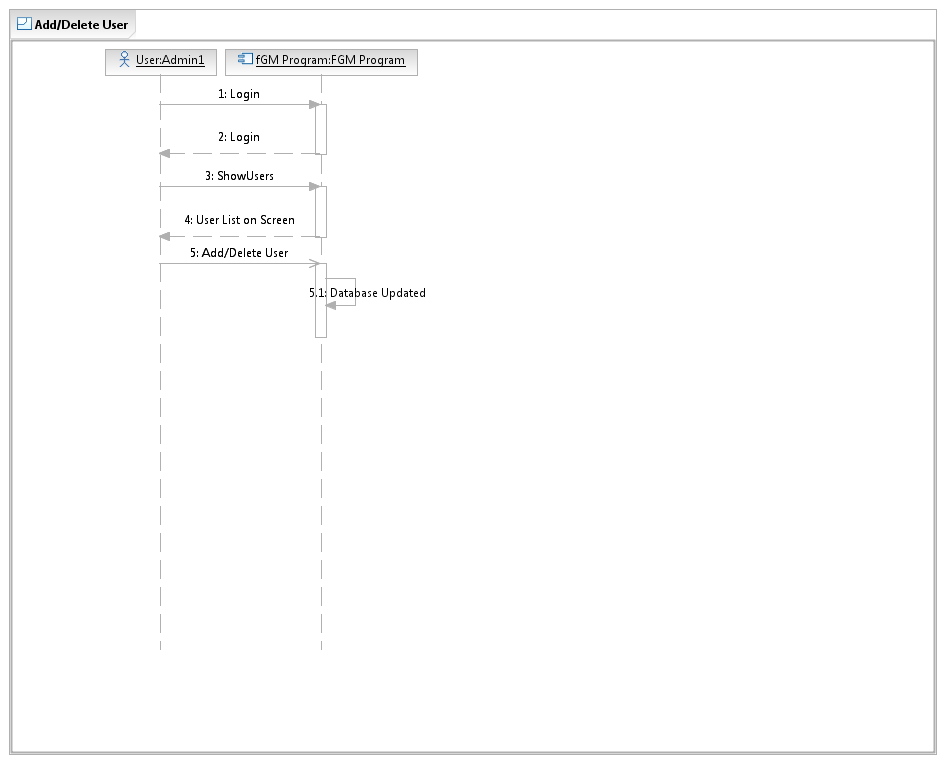 Add/Delete User
User:Admin1
fGM Program:FGM Program
1: Login
2: Login
3: ShowUsers
4: User List on Screen
5: Add/Delete User
5.1: Database Updated